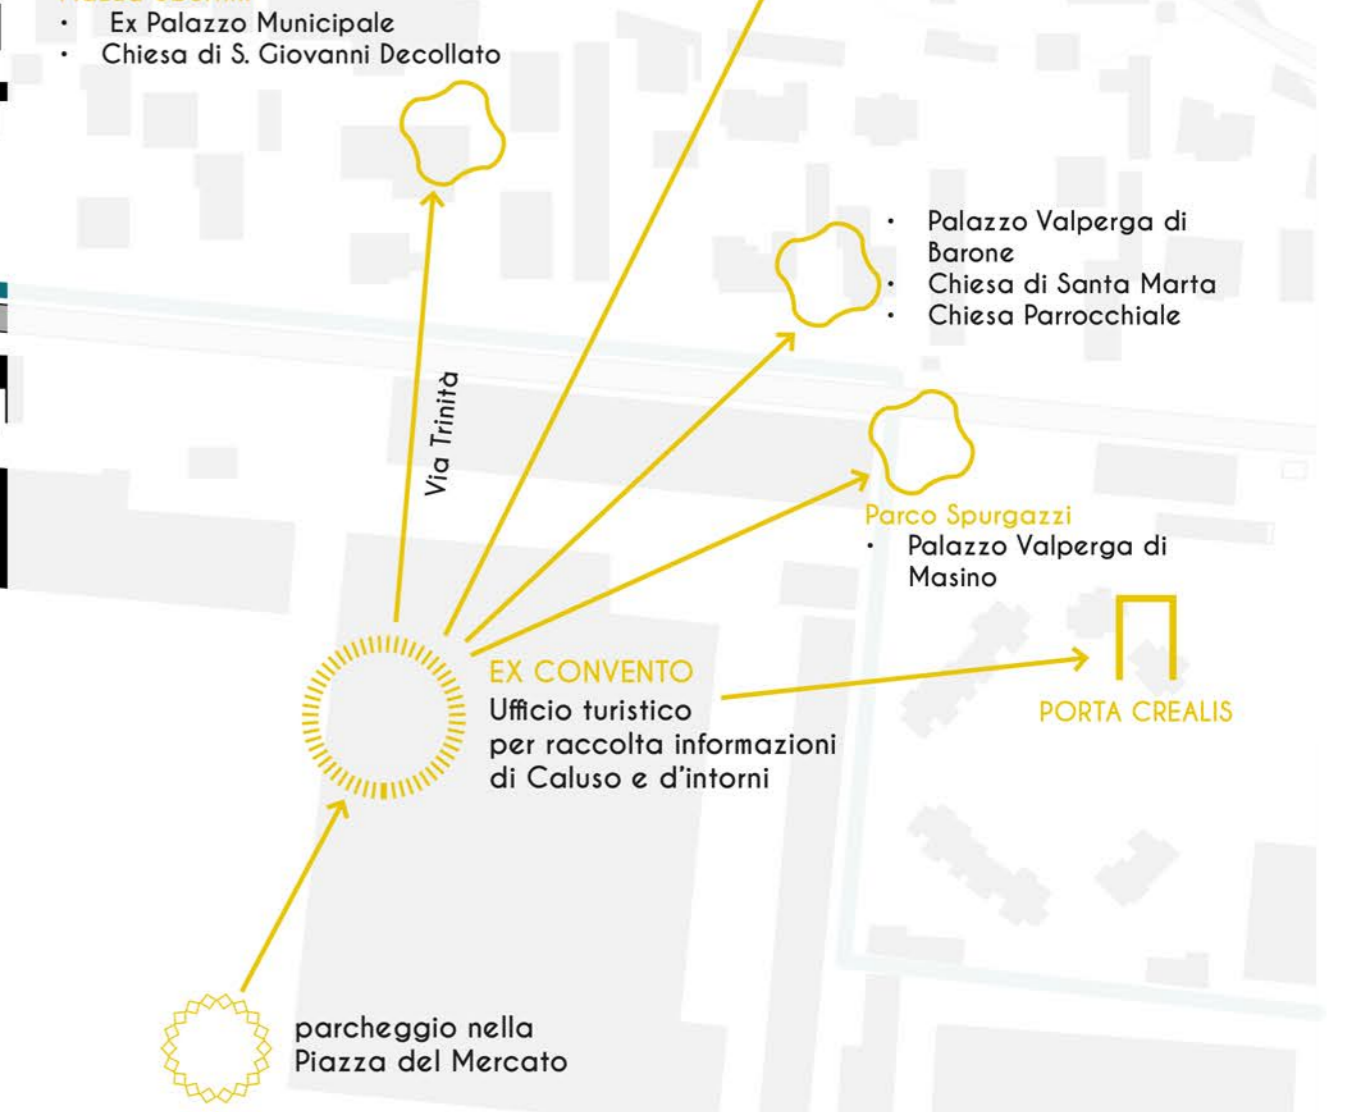 • Ex Palazzo Municipale
• Chiesa di S. Giovanni Decollato
• Palazzo Valperga di
Barone
• Chiesa di Santa Marta
• Chiesa Parrocchiale
Via Trinità
Parco Spurgazzi
• Palazzo Valperga di
Masino
EX CONVENTO
Ufficio turistico
per raccolta informazioni
di Caluso e d'intorni
PORTA CREALIS
parcheggio nella
Piazza del Mercato